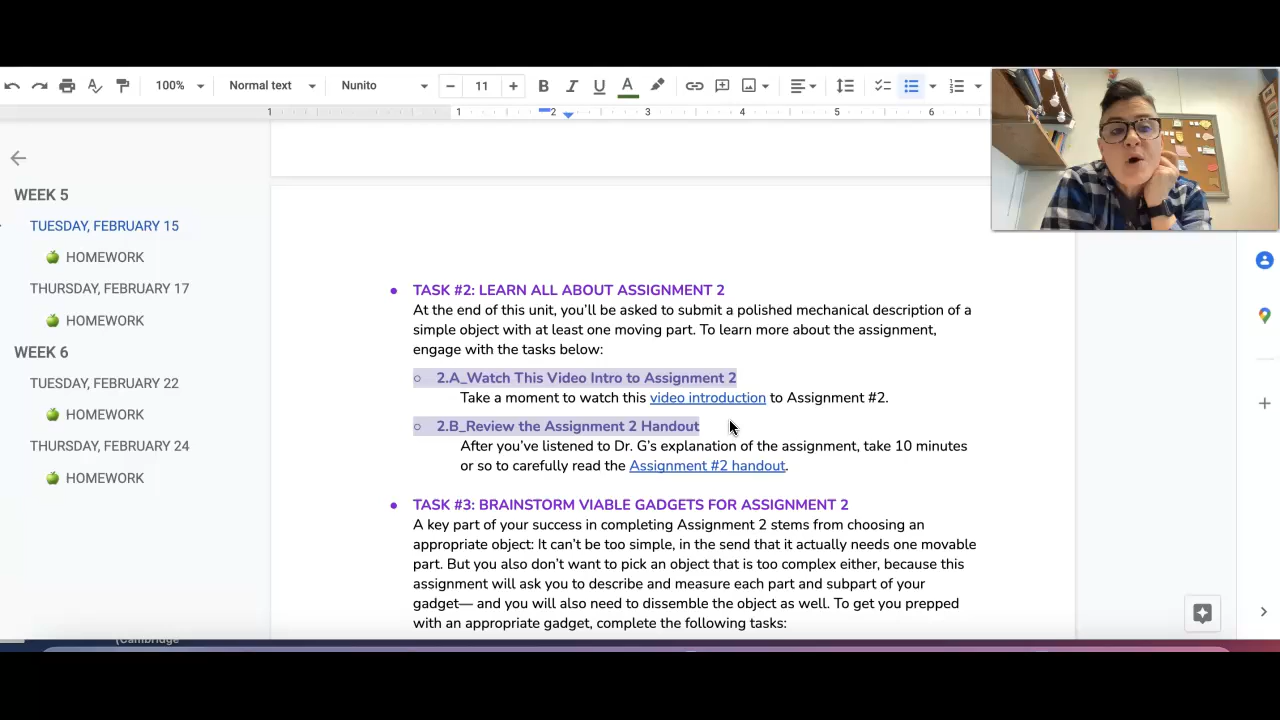 100%
Normal text
Nunito
− 11 +
B I U A
1 1 2 3 4 5 6
WEEK 5
TUESDAY, FEBRUARY 15
HOMEWORK
THURSDAY, FEBRUARY 17
HOMEWORK
WEEK 6
TUESDAY, FEBRUARY 22
HOMEWORK
THURSDAY, FEBRUARY 24
HOMEWORK
● TASK #2: LEARN ALL ABOUT ASSIGNMENT 2
At the end of this unit, you’ll be asked to submit a polished mechanical description of a
simple object with at least one moving part. To learn more about the assignment,
engage with the tasks below:
○ 2.A_Watch This Video Intro to Assignment 2
Take a moment to watch this video introduction to Assignment #2.
○ 2.B_Review the Assignment 2 Handout
After you’ve listened to Dr. G’s explanation of the assignment, take 10 minutes
or so to carefully read the Assignment #2 handout.
● TASK #3: BRAINSTORM VIABLE GADGETS FOR ASSIGNMENT 2
A key part of your success in completing Assignment 2 stems from choosing an
appropriate object: It can’t be too simple, in the send that it actually needs one movable
part. But you also don’t want to pick an object that is too complex either, because this
assignment will ask you to describe and measure each part and subpart of your
gadget— and you will also need to dissemble the object as well. To get you prepped
with an appropriate gadget, complete the following tasks:
(Cambridge